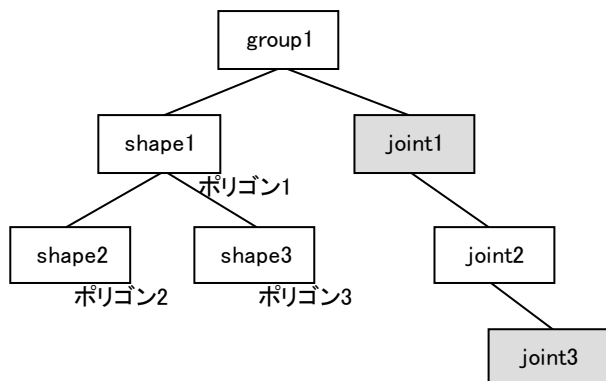 group1
shape1
joint1
ポリゴン1
shape2
shape3
joint2
ポリゴン2
ポリゴン3
joint3